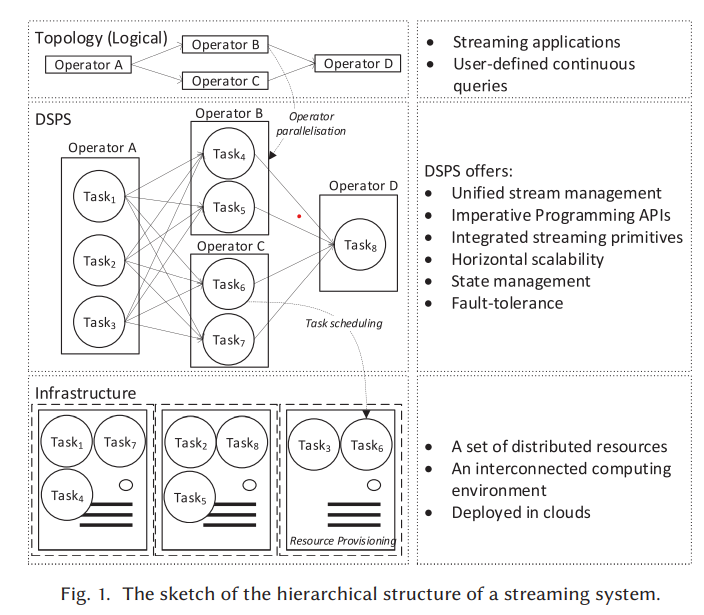 Topology (Logical)
Operator A
Operator B
Operator C
Operator D
• Streaming applications
• User-defined continuous
queries
DSPS
Operator
parallelisation
Operator A
Task1
Task2
Task3
Operator B
Task4
Task5
Operator C
Task6
Task7
Operator D
Task8
Task scheduling
DSPS offers:
• Unified stream management
• Imperative Programming APIs
• Integrated streaming primitives
• Horizontal scalability
• State management
• Fault-tolerance
Infrastructure
Task1 Task7
Task4
Task2 Task8
Task5
Task3 Task6
Resource Provisioning
• A set of distributed resources
• An interconnected computing
environment
• Deployed in clouds
Fig. 1. The sketch of the hierarchical structure of a streaming system.